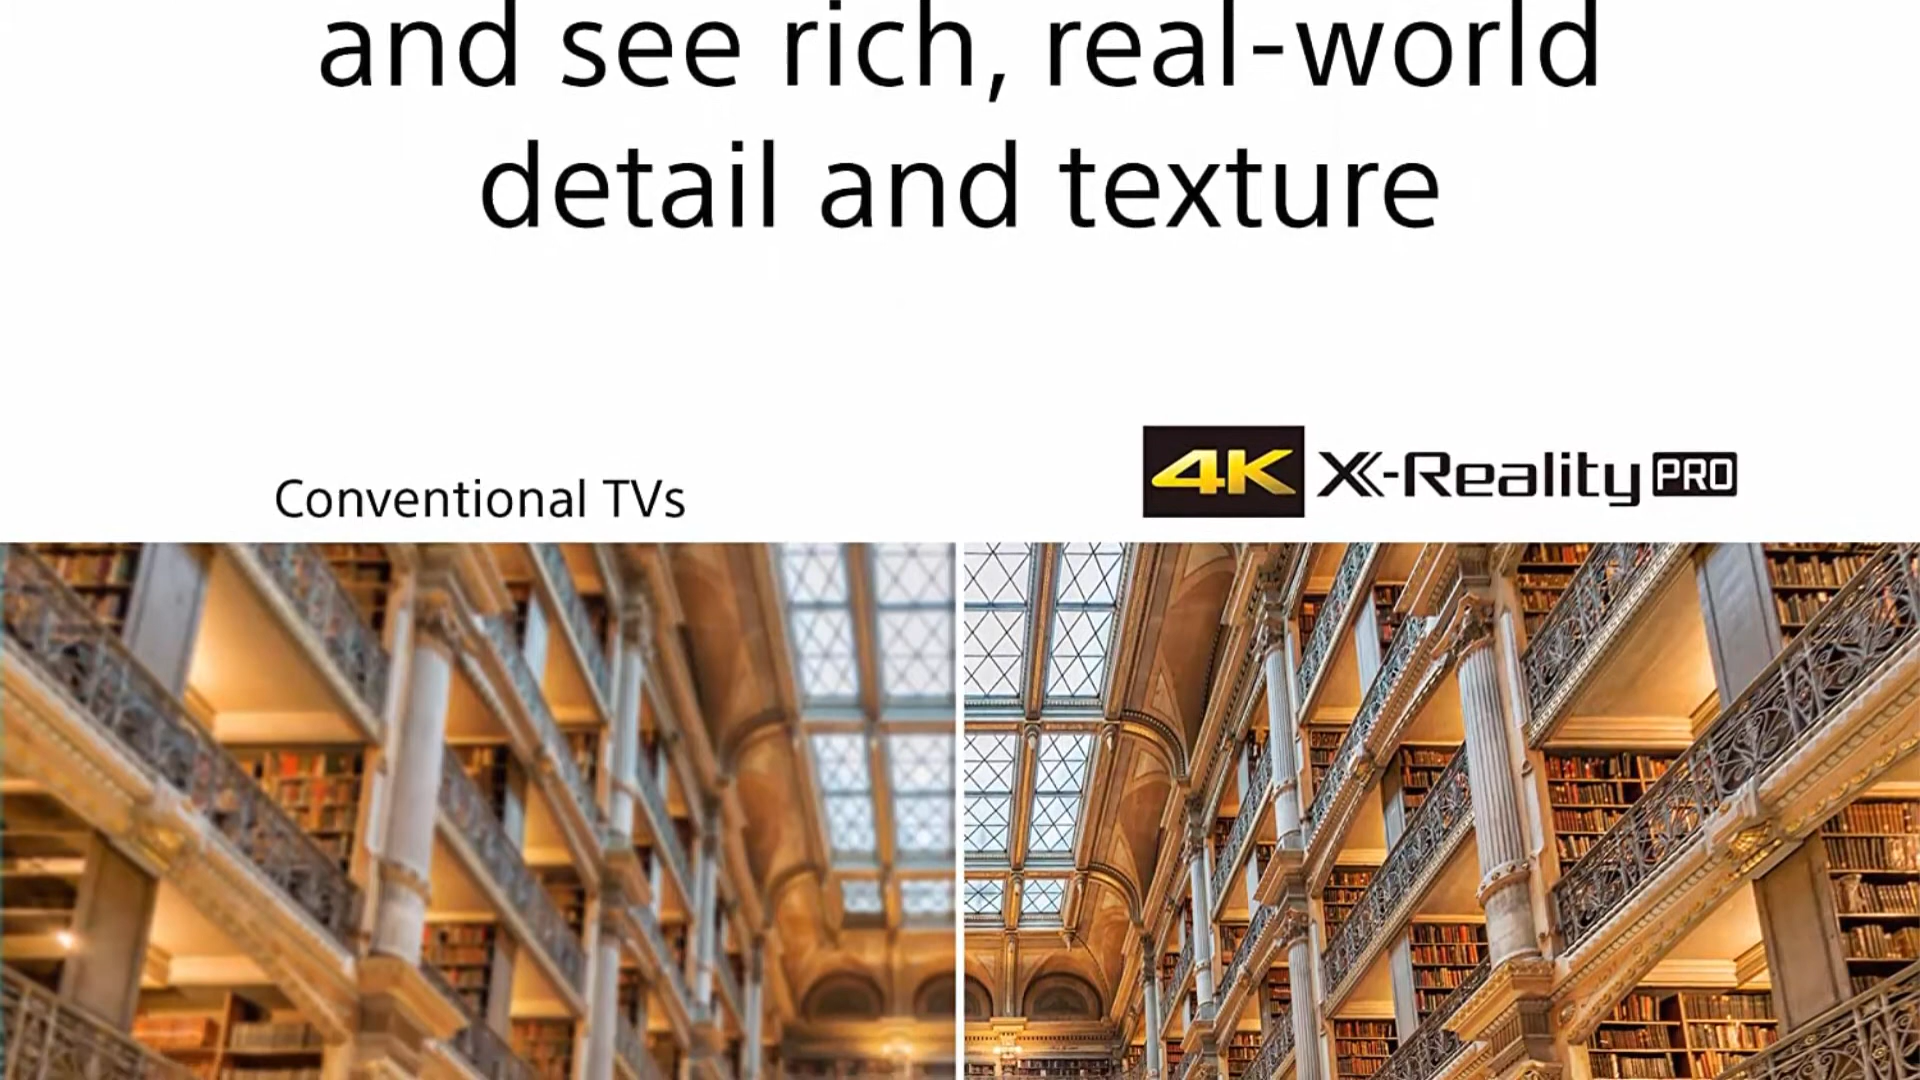 and see rich, real-world
detail and texture
Conventional TVs
4K X-Reality PRO